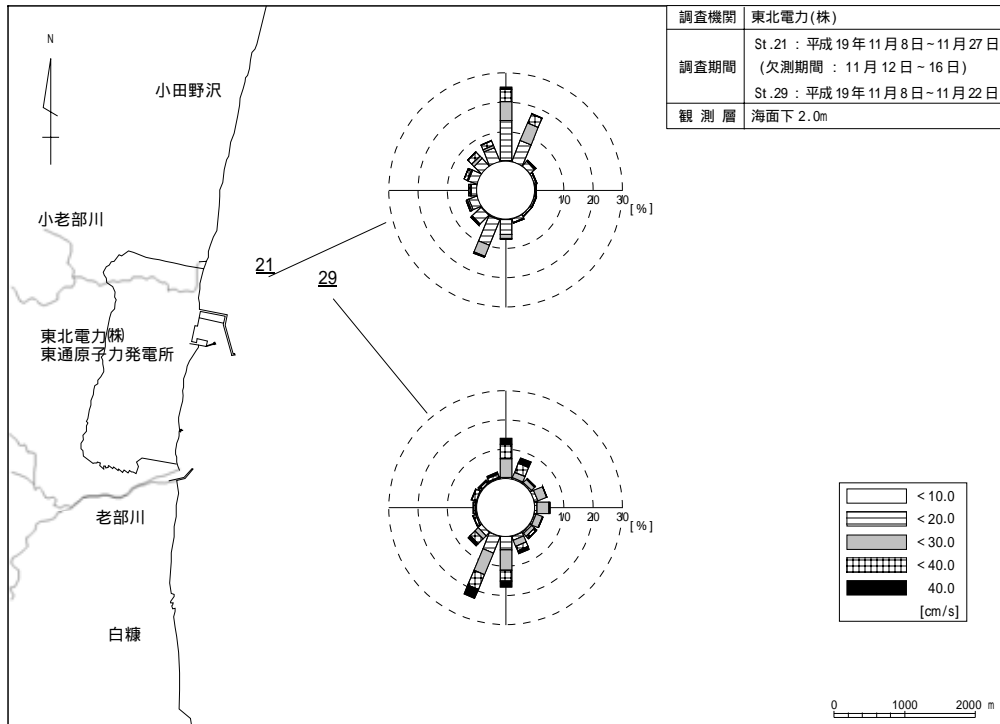 調査機関 東北電力(株)
調査期間 St.21 : 平成19年11月8日~11月27日
(欠測期間 : 11月12日~16日)
St.29 : 平成19年11月8日~11月22日
観測層 海面下 2.0m
N
小田野沢
小老部川
21
29
東北電力㈱
東通原子力発電所
老部川
白糠
10 20 30
[%]
10 20 30
[%]
<10.0
<20.0
<30.0
<40.0
40.0
[cm/s]
0 1000 2000 m